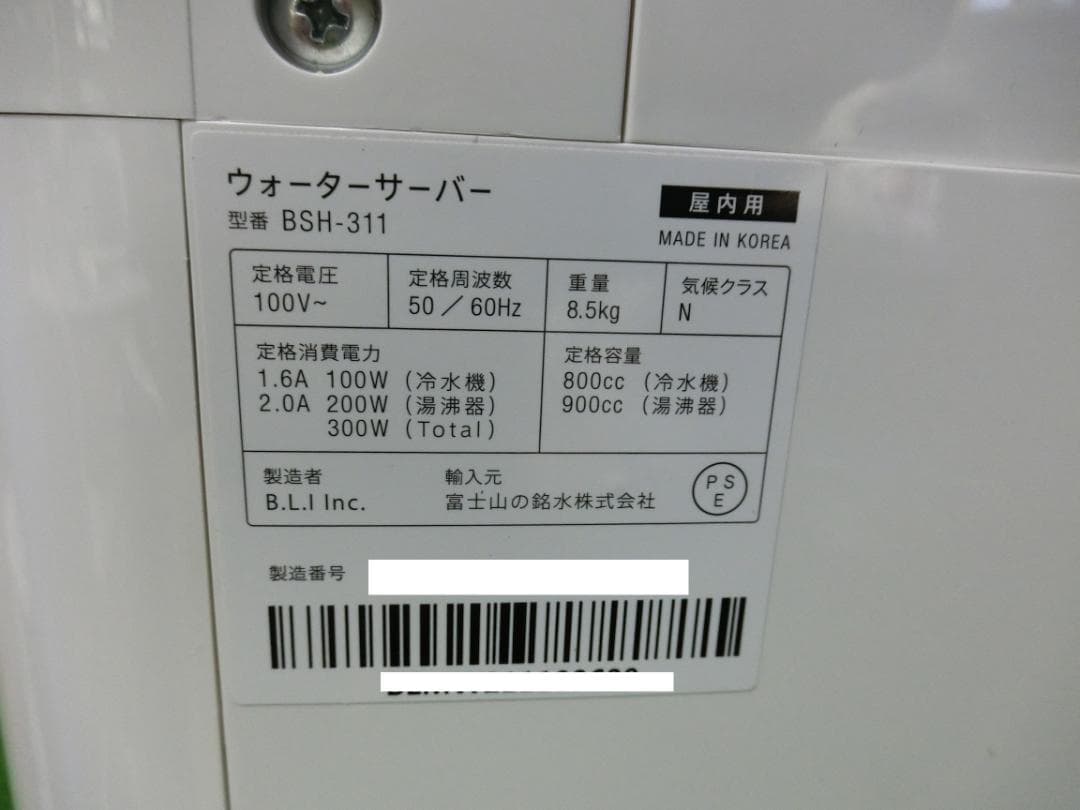 ウォーターサーバー
屋内用
型番 BSH-311
MADE IN KOREA
定格電圧
100V~
定格周波数
50 / 60Hz
重量
8.5kg
気候クラス
N
定格消費電力
1.6A 100W (冷水機)
2.0A 200W (湯沸器)
300W (Total)
定格容量
800cc (冷水機)
900cc (湯沸器)
製造者
B.L.I Inc.
輸入元
富士山の銘水株式会社
PS
E
製造番号